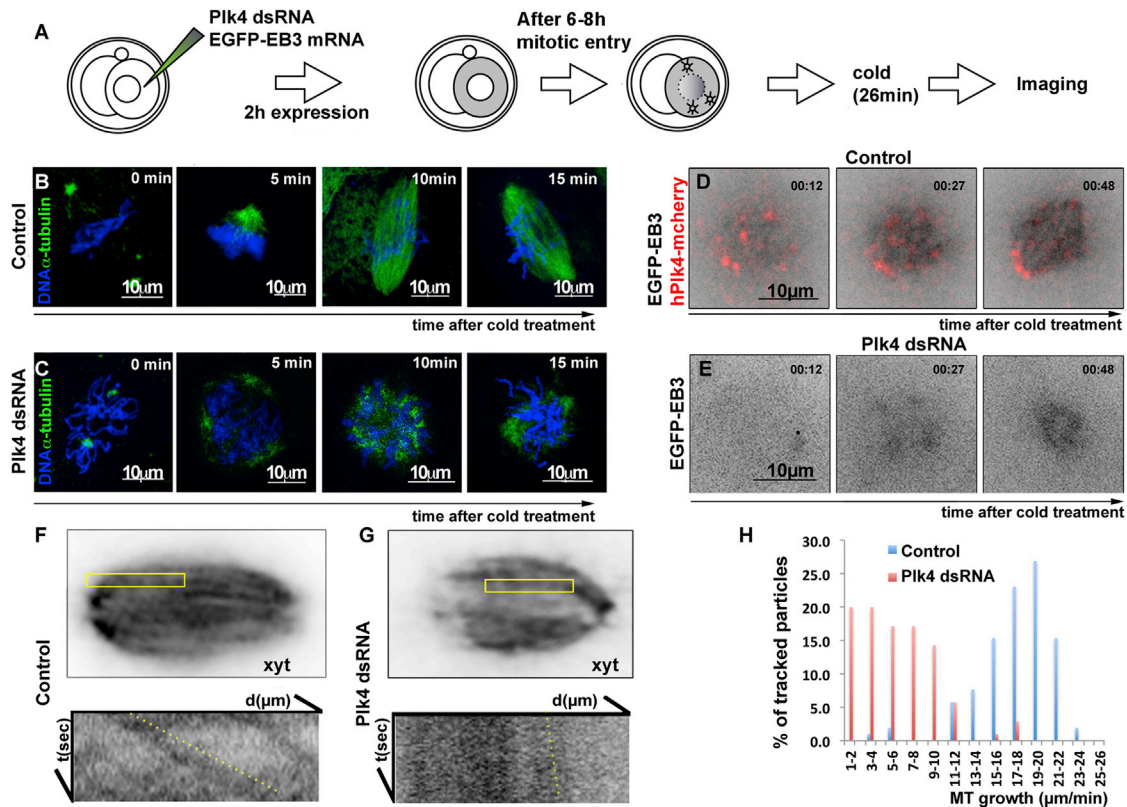 A
Plk4 dsRNA
EGFP-EB3 mRNA
2h expression
After 6-8h
mitotic entry
cold
(26min)
Imaging
B
Control
DNA α-tubulin
0 min
5 min
10min
15 min
10μm
10μm
10μm
10μm
time after cold treatment
C
Plk4 dsRNA
DNA α-tubulin
0 min
5 min
10min
15 min
10μm
10μm
10μm
10μm
time after cold treatment
Control
D
EGFP-EB3
hPlk4-mcherry
00:12
00:27
00:48
10μm
time after cold treatment
Plk4 dsRNA
E
EGFP-EB3
00:12
00:27
00:48
10μm
time after cold treatment
F
Control
xyt
d(μm)
t(sec)
G
Plk4 dsRNA
xyt
d(μm)
t(sec)
H
Control
Plk4 dsRNA
% of tracked particles
30.0
25.0
20.0
15.0
10.0
5.0
0.0
1-2
3-4
5-6
7-8
9-10
11-12
13-14
15-16
17-18
19-20
21-22
23-24
25-26
MT growth (μm/min)